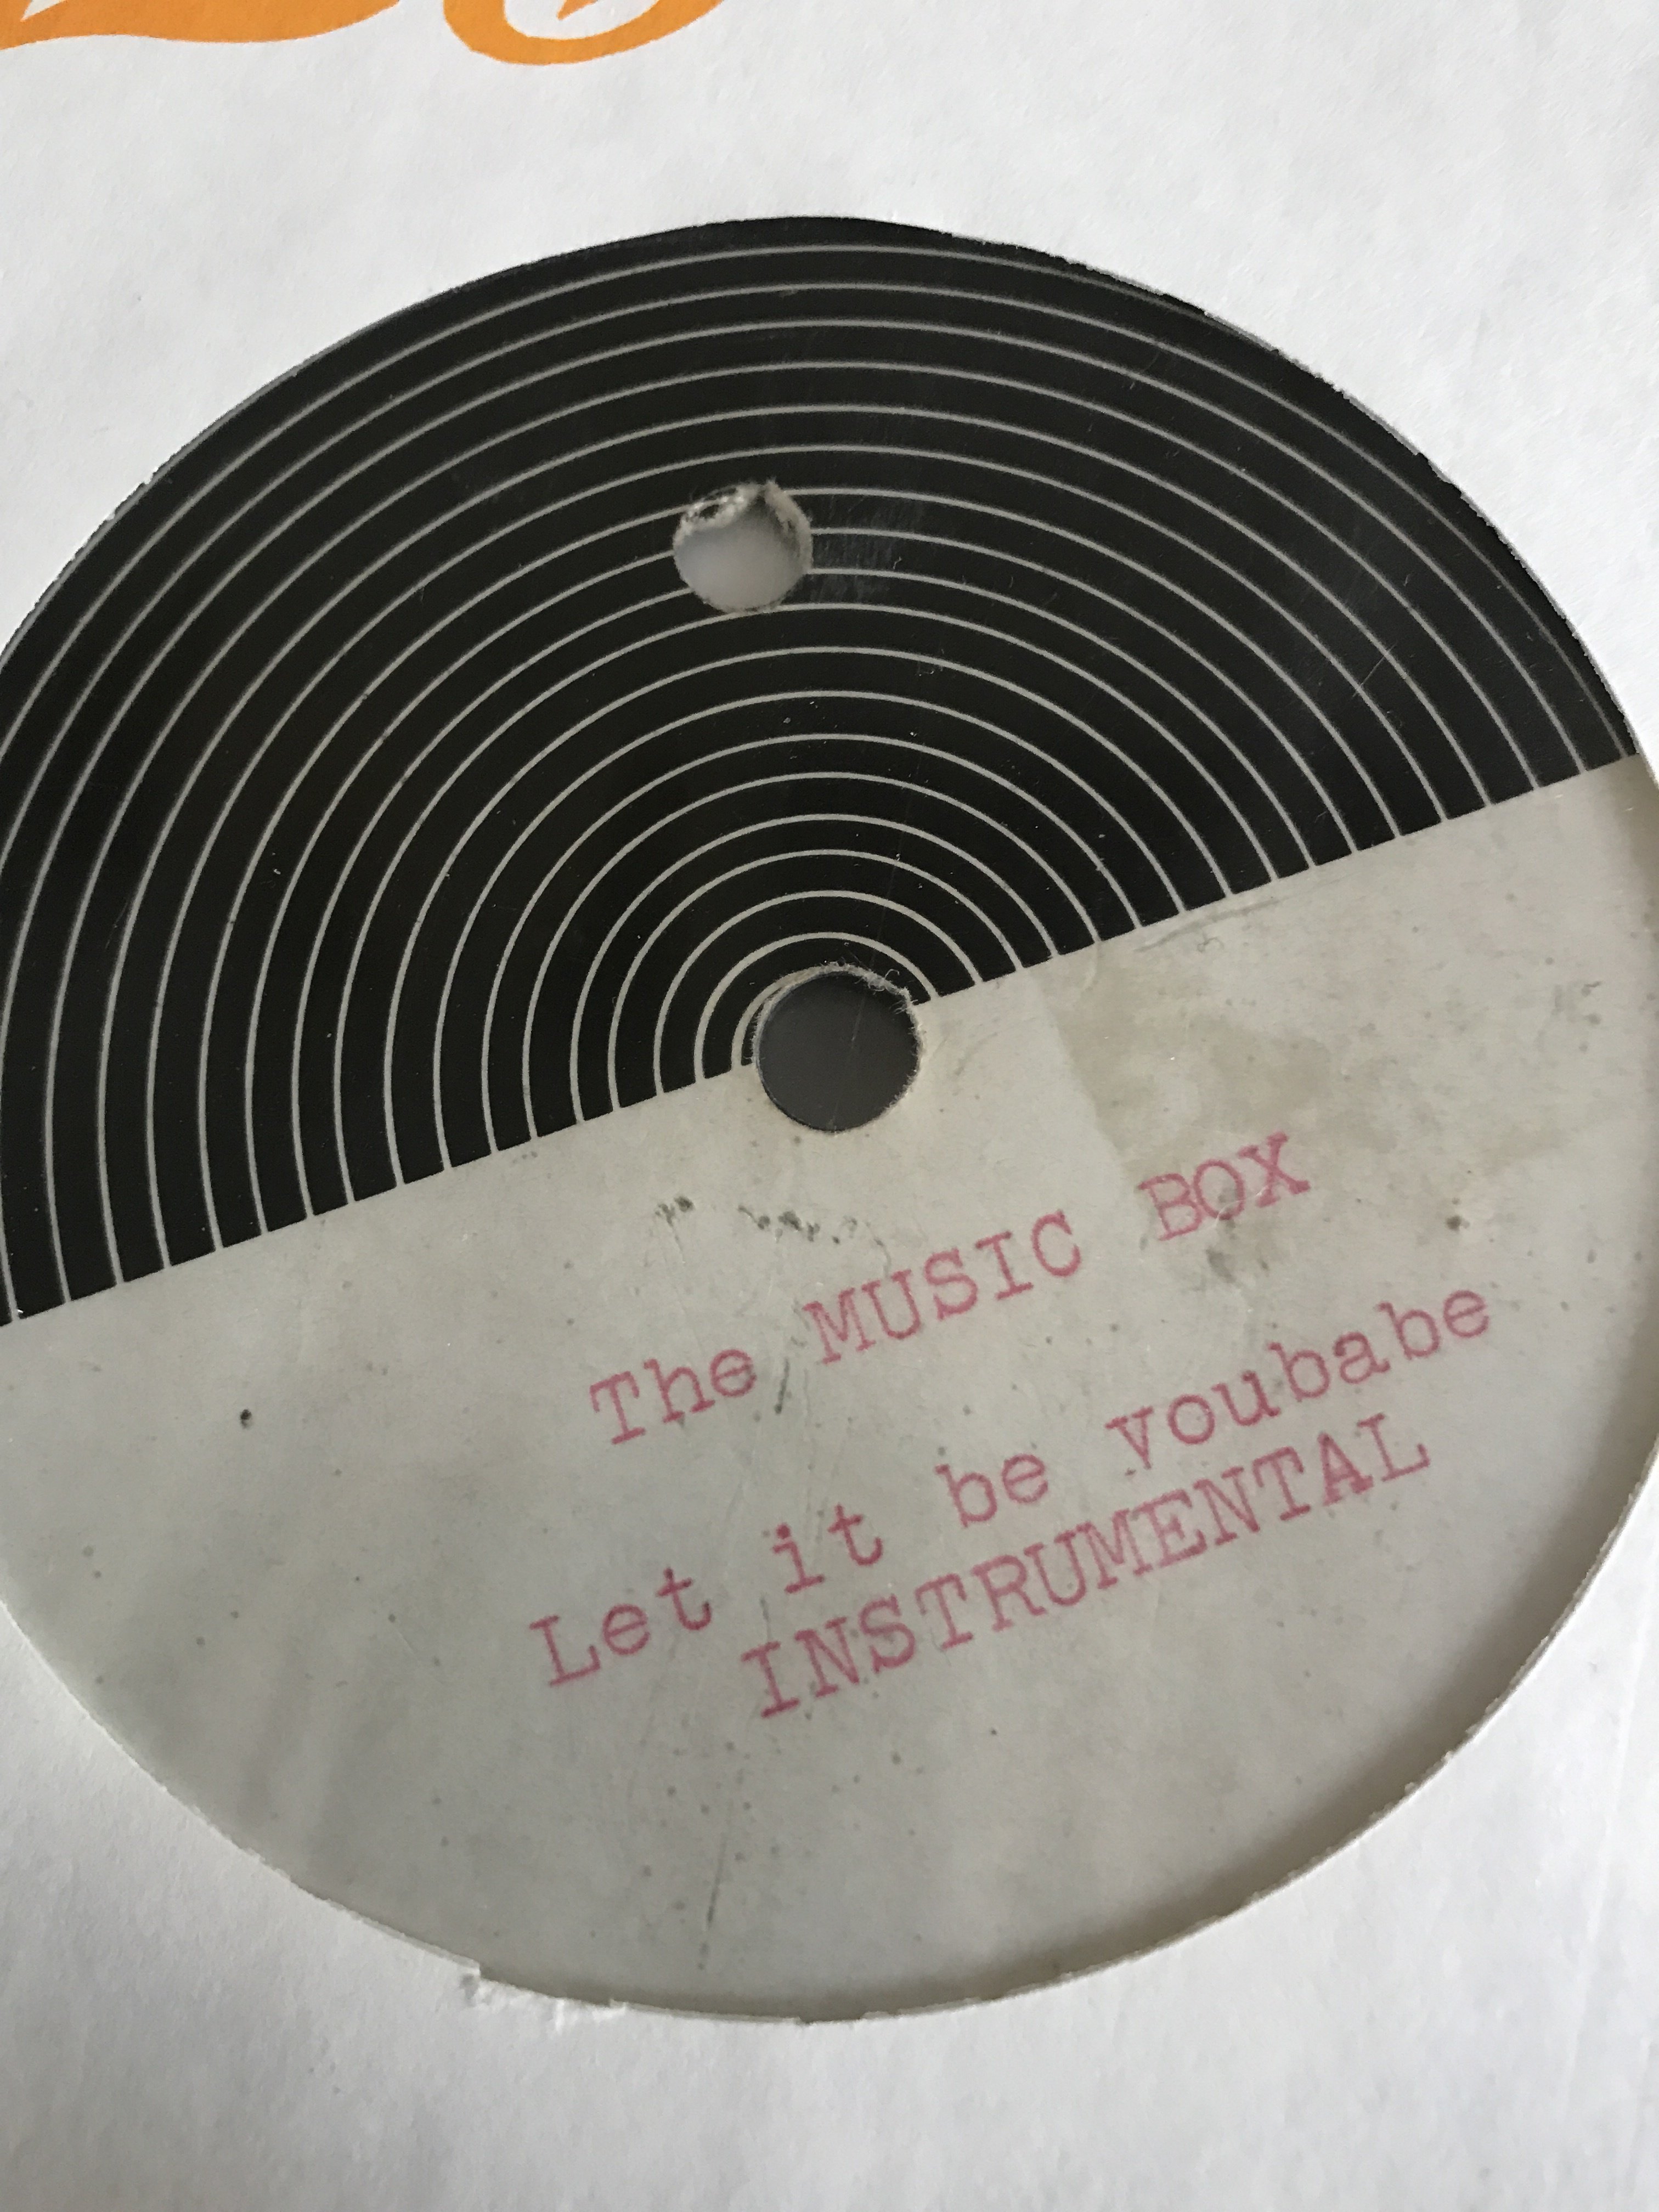 The MUSIC BOX
Let it be youbabe
INSTRUMENTAL